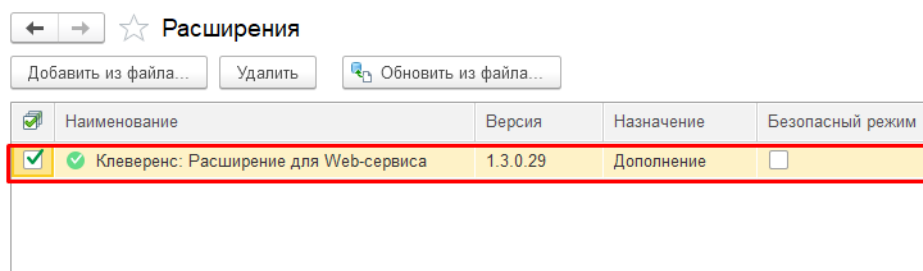 Расширения
Добавить из файла... Удалить Обновить из файла...
Наименование Версия Назначение Безопасный режим
Клеверенс: Расширение для Web-сервиса 1.3.0.29 Дополнение